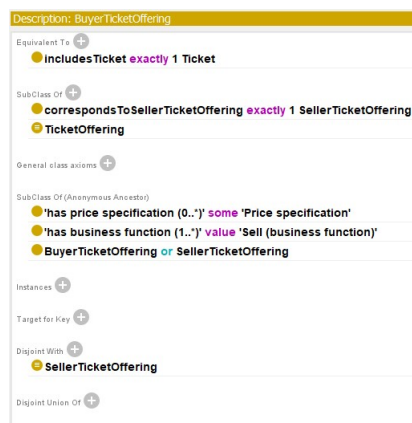 Description: BuyerTicketOffering
Equivalent To
includesTicket exactly 1 Ticket
SubClass Of
correspondsToSellerTicketOffering exactly 1 SellerTicketOffering
TicketOffering
General class axioms
SubClass Of (Anonymous Ancestor)
'has price specification (0..*)' some 'Price specification'
'has business function (1..*)' value 'Sell (business function)'
BuyerTicketOffering or SellerTicketOffering
Instances
Target for Key
Disjoint With
SellerTicketOffering
Disjoint Union Of